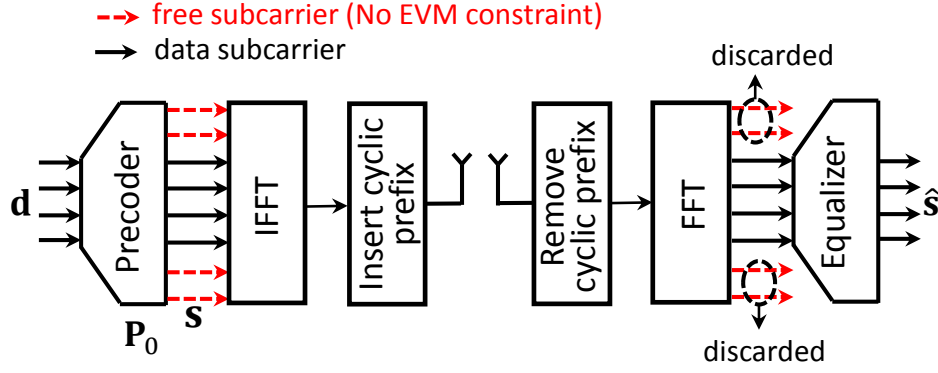 free subcarrier (No EVM constraint)
data subcarrier
discarded
d
Precoder
P₀
s
IFFT
Insert cyclic
prefix
Remove
cyclic prefix
FFT
Equalizer
ŝ
discarded